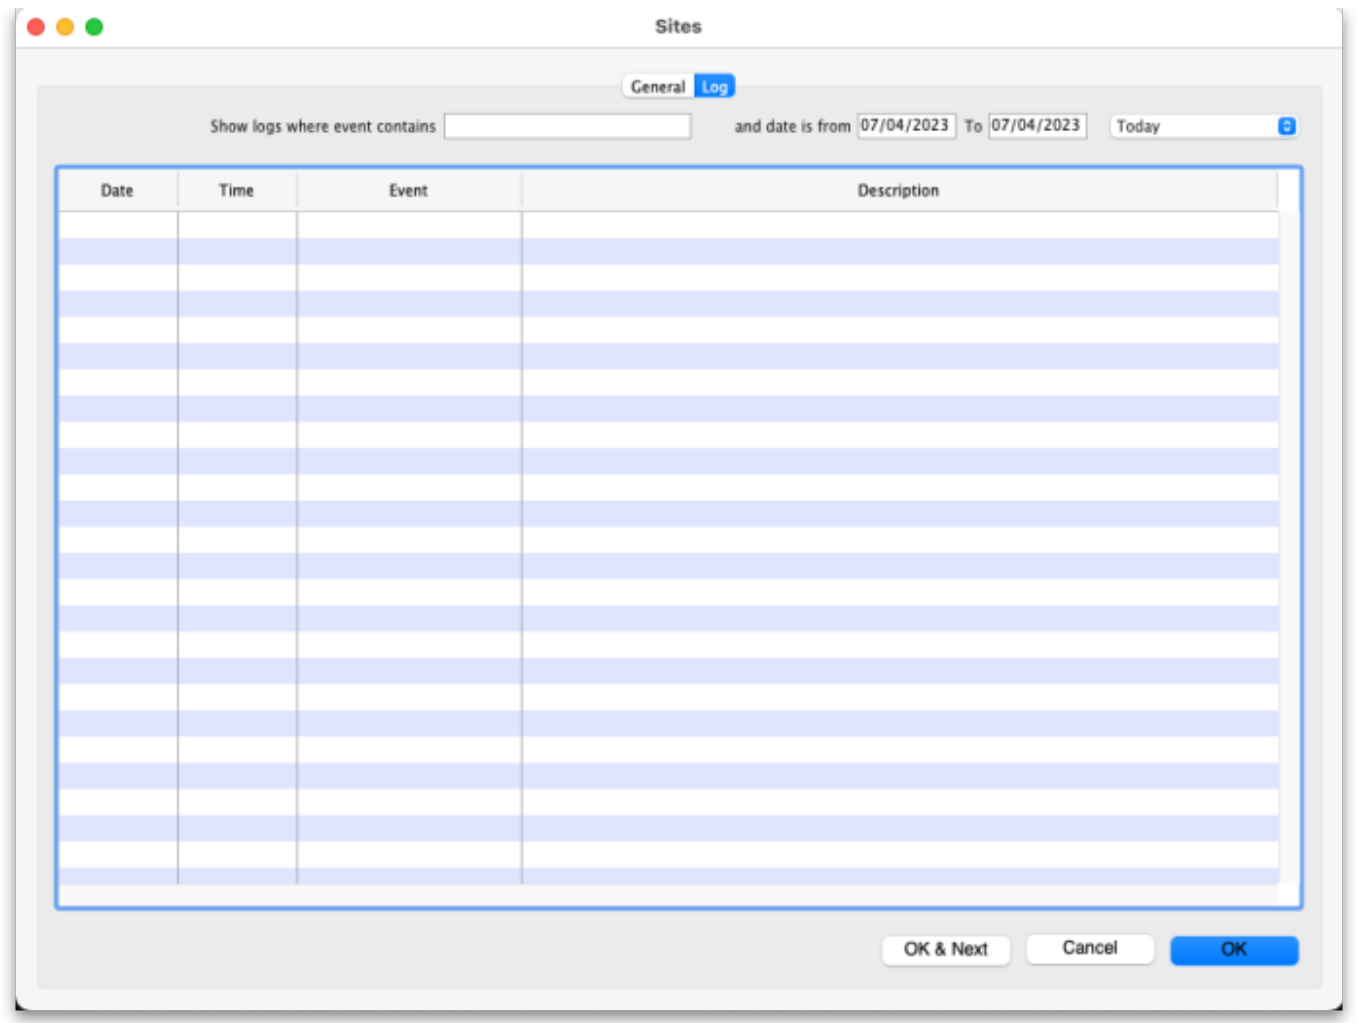 Sites
General Log
Show logs where event contains and date is from 07/04/2023 To 07/04/2023 Today
Date Time Event Description
OK & Next Cancel OK